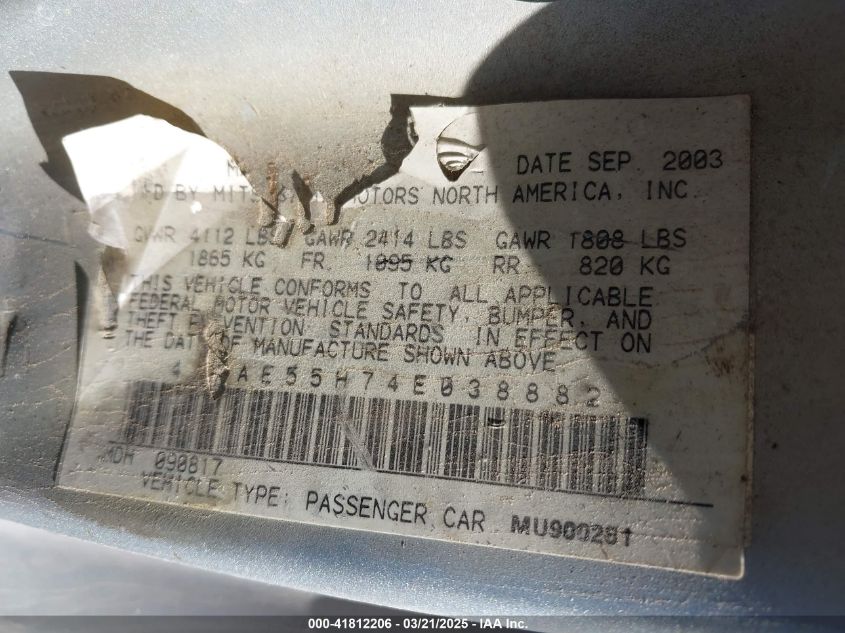 DATE SEP 2003
BY MITS MOTORS NORTH AMERICA, INC
GVWR 4112 LBS GAWR 2414 LBS GAWR 1808 LBS
1865 KG FR. 1095 KG RR. 820 KG
THIS VEHICLE CONFORMS TO ALL APPLICABLE
FEDERAL MOTOR VEHICLE SAFETY, BUMPER, AND
THEFT PREVENTION STANDARDS IN EFFECT ON
THE DATE OF MANUFACTURE SHOWN ABOVE
4 AE55H74E038882
MDH 090817
VEHICLE TYPE: PASSENGER CAR MU900281
000-41812206 - 03/21/2025 - IAA Inc.